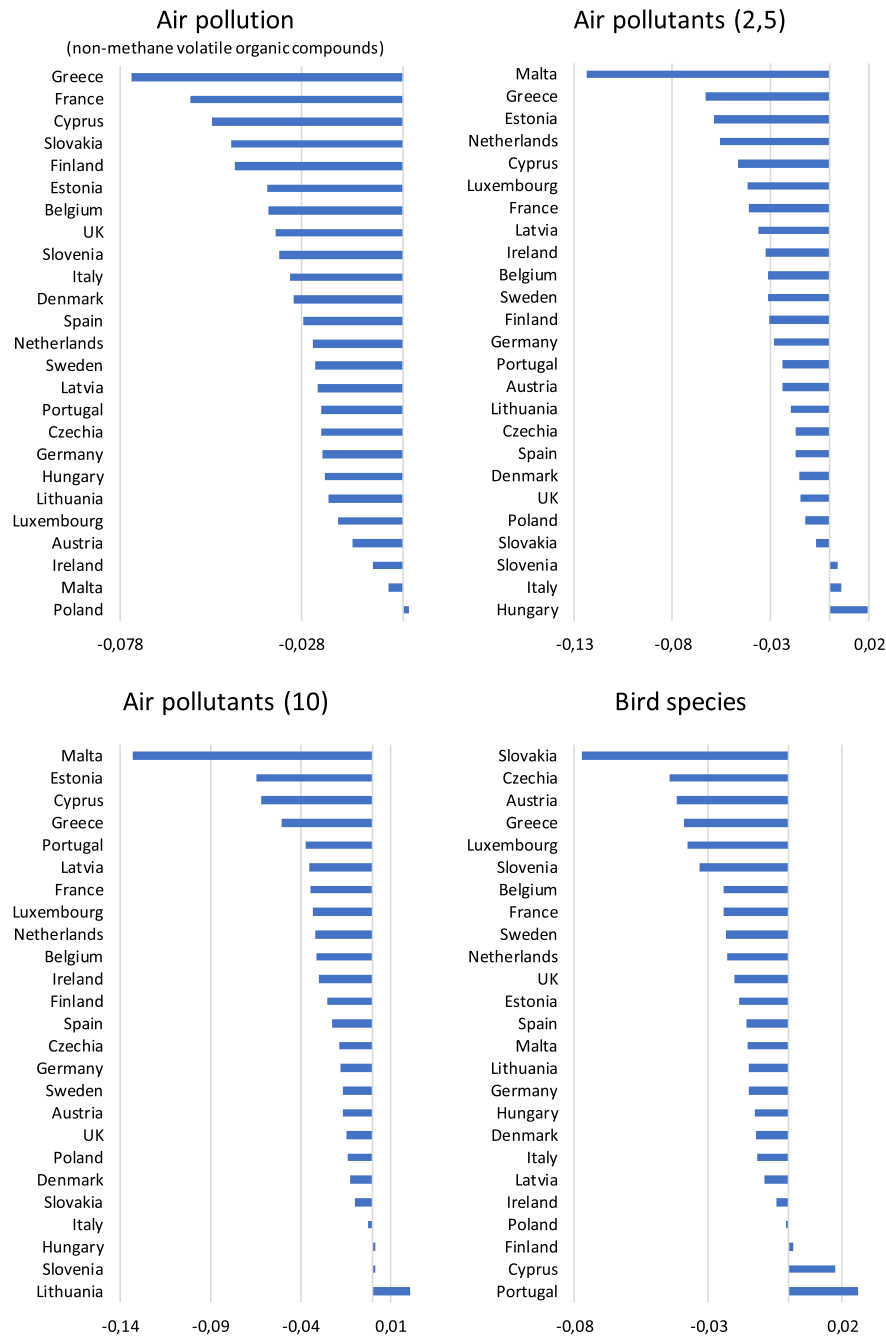 Air pollution
(non-methane volatile organic compounds)
Greece
France
Cyprus
Slovakia
Finland
Estonia
Belgium
UK
Slovenia
Italy
Denmark
Spain
Netherlands
Sweden
Latvia
Portugal
Czechia
Germany
Hungary
Lithuania
Luxembourg
Austria
Ireland
Malta
Poland
-0,078 -0,028
Air pollutants (2,5)
Malta
Greece
Estonia
Netherlands
Cyprus
Luxembourg
France
Latvia
Ireland
Belgium
Sweden
Finland
Germany
Portugal
Austria
Lithuania
Czechia
Spain
Denmark
UK
Poland
Slovakia
Slovenia
Italy
Hungary
-0,13 -0,08 -0,03 0,02
Air pollutants (10)
Malta
Estonia
Cyprus
Greece
Portugal
Latvia
France
Luxembourg
Netherlands
Belgium
Ireland
Finland
Spain
Czechia
Germany
Sweden
Austria
UK
Poland
Denmark
Slovakia
Italy
Hungary
Slovenia
Lithuania
-0,14 -0,09 -0,04 0,01
Bird species
Slovakia
Czechia
Austria
Greece
Luxembourg
Slovenia
Belgium
France
Sweden
Netherlands
UK
Estonia
Spain
Malta
Lithuania
Germany
Hungary
Denmark
Italy
Latvia
Ireland
Poland
Finland
Cyprus
Portugal
-0,08 -0,03 0,02